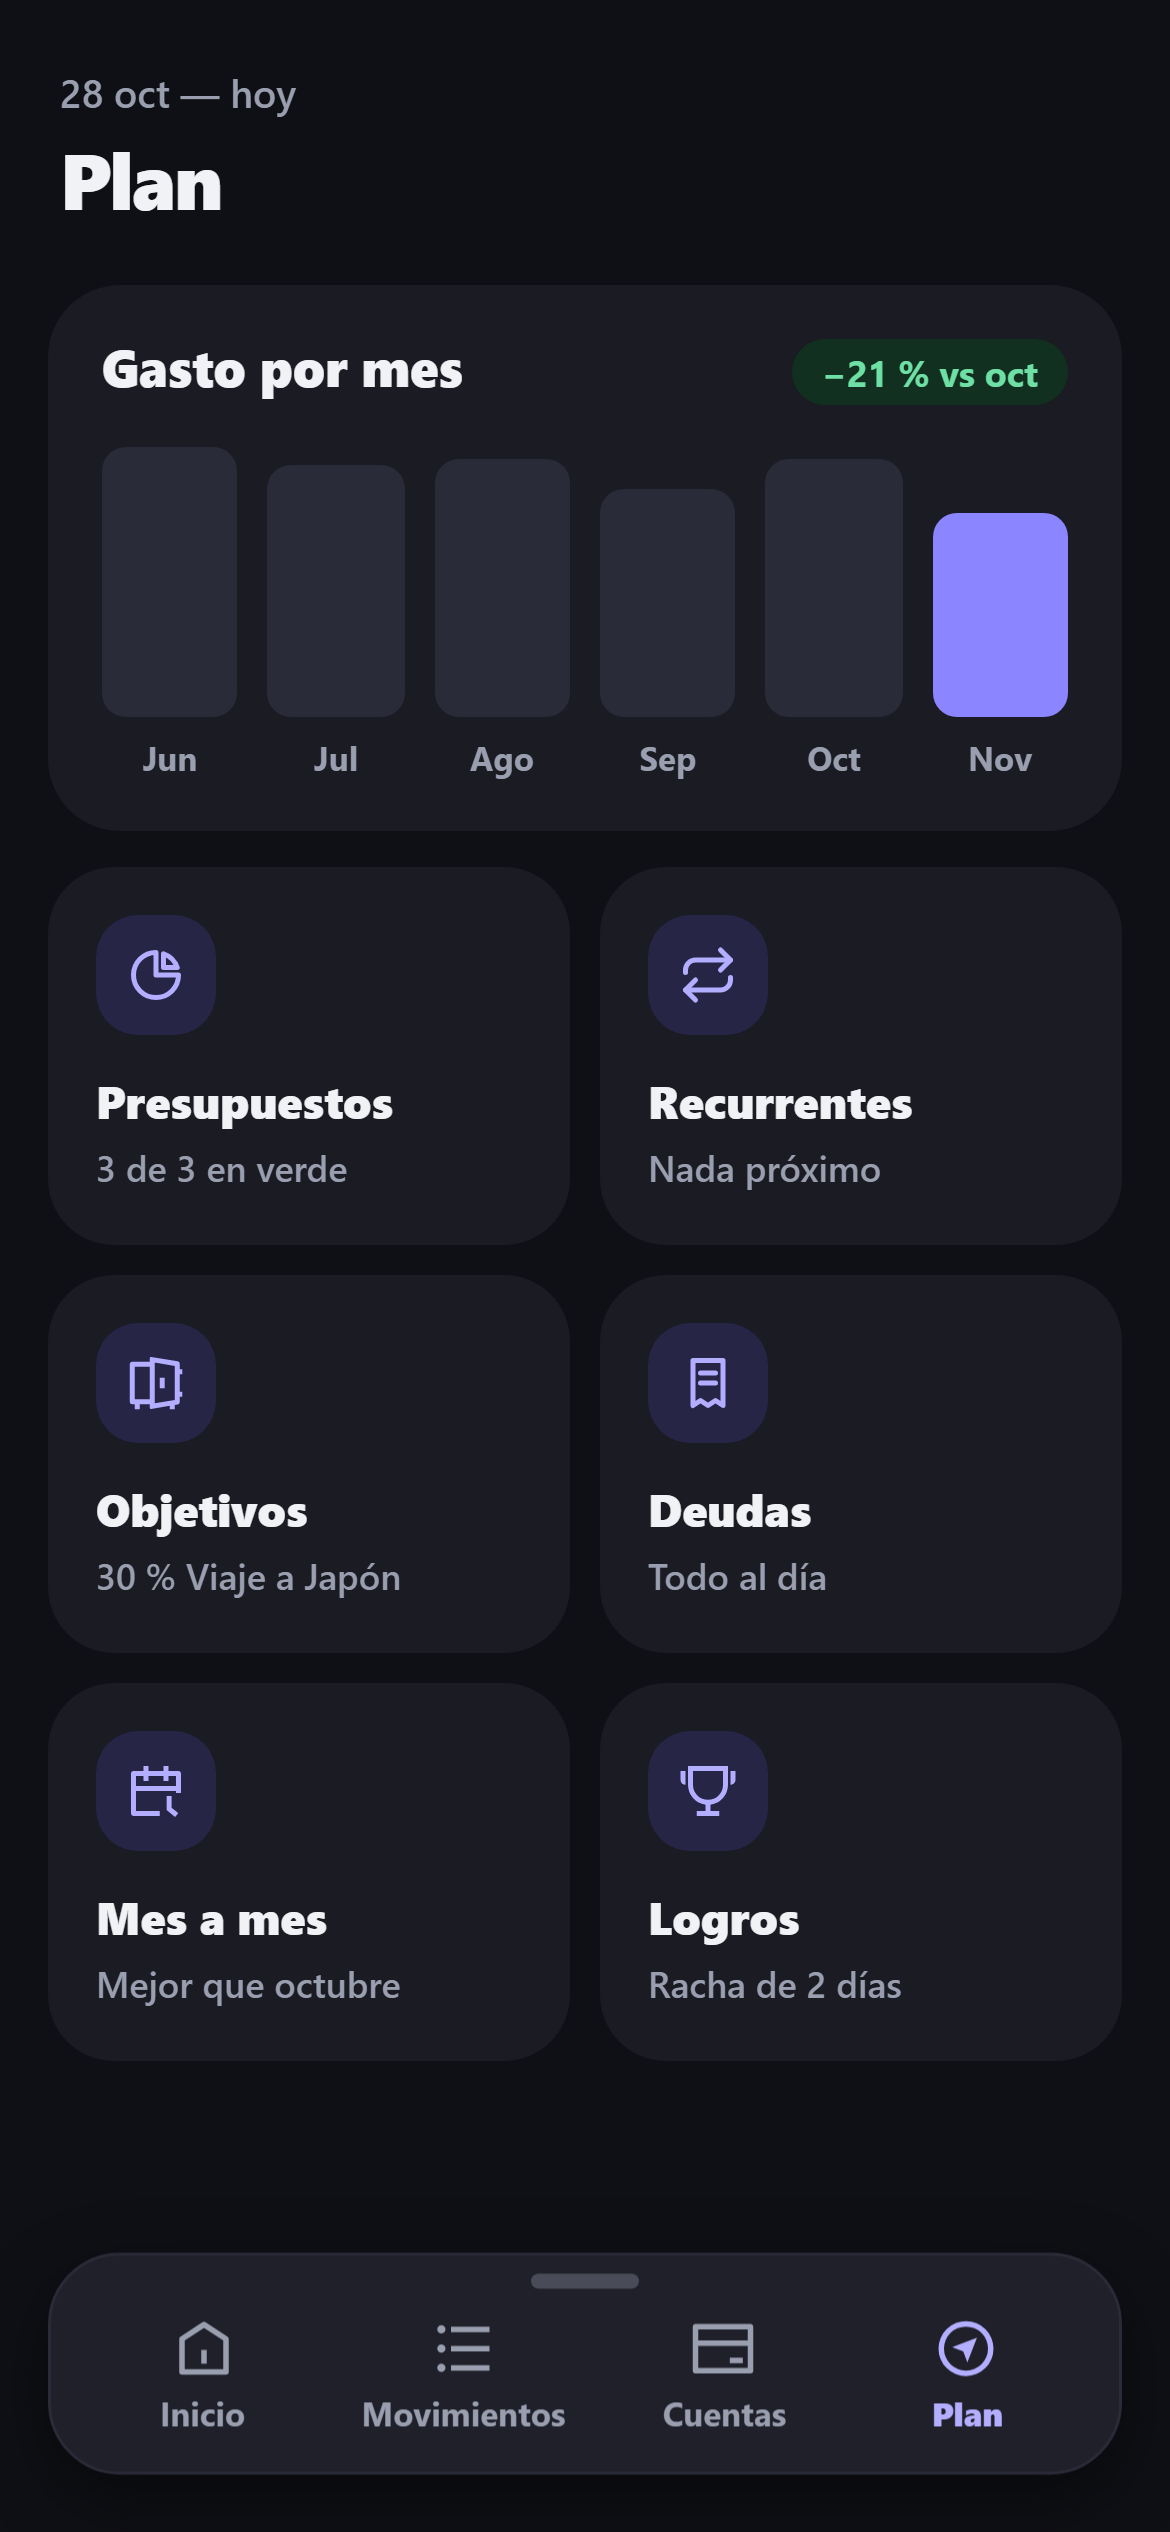 28 oct — hoy
Plan
Gasto por mes
−21 % vs oct
Jun
Jul
Ago
Sep
Oct
Nov
Presupuestos
3 de 3 en verde
Recurrentes
Nada próximo
Objetivos
30 % Viaje a Japón
Deudas
Todo al día
Mes a mes
Mejor que octubre
Logros
Racha de 2 días
Inicio
Movimientos
Cuentas
Plan